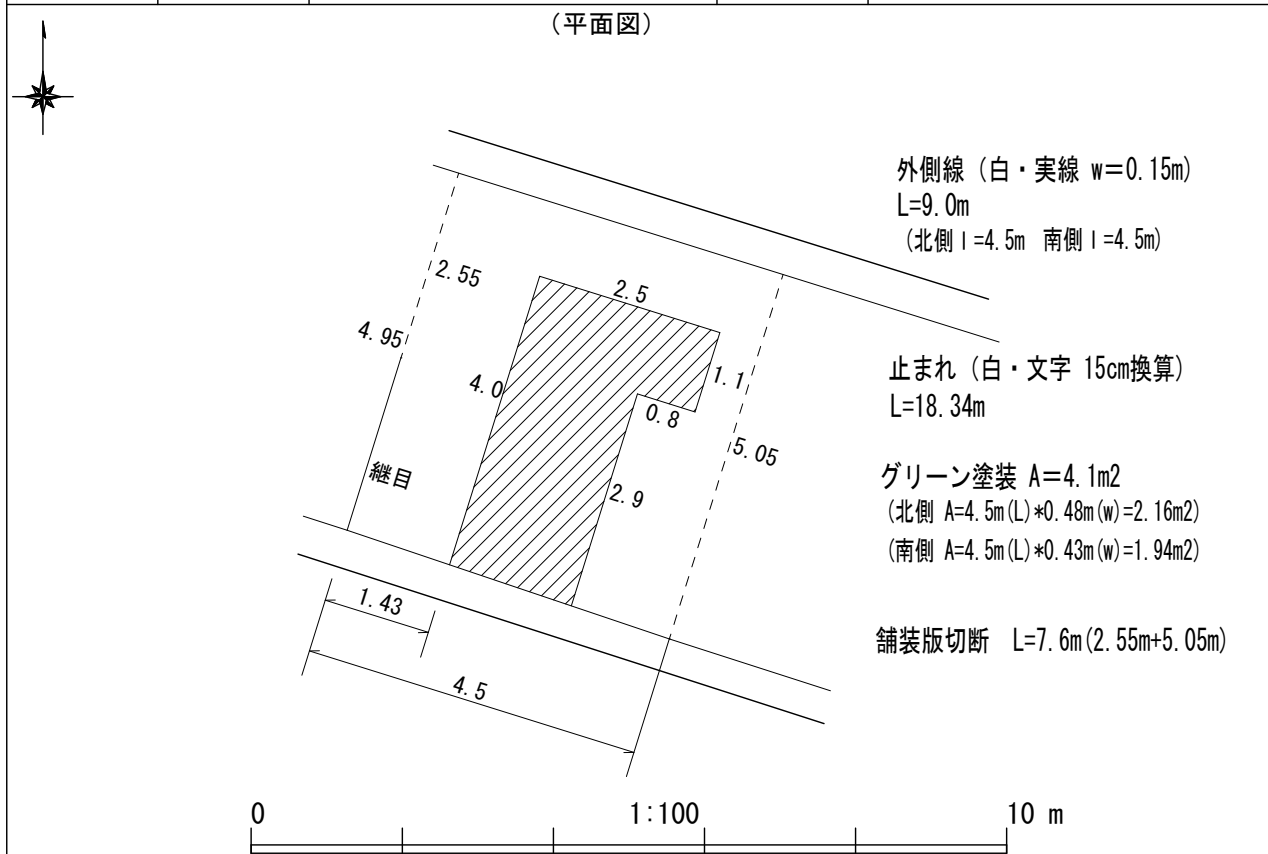 (平面図)
外側線 (白・実線 w=0.15m)
L=9.0m
(北側 l=4.5m 南側 l=4.5m)
2.55
2.5
4.95
止まれ (白・文字 15cm換算)
L=18.34m
4.0
1.1
0.8
5.05
継目
2.9
グリーン塗装 A=4.1m2
(北側 A=4.5m(L)*0.48m(w)=2.16m2)
(南側 A=4.5m(L)*0.43m(w)=1.94m2)
1.43
舗装版切断 L=7.6m(2.55m+5.05m)
4.5
0 1:100 10 m